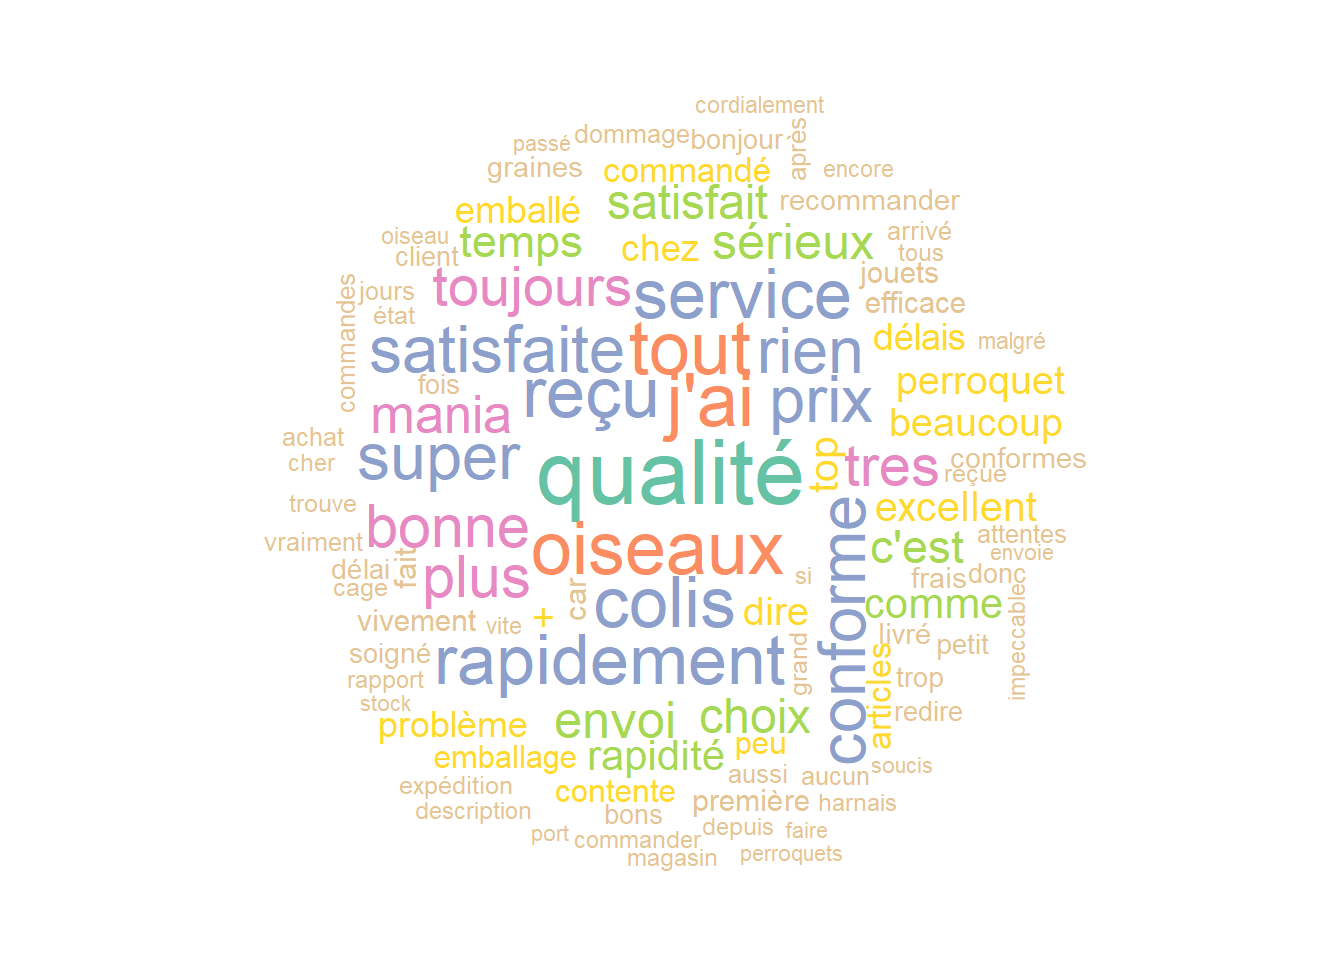 cordialement
passé
dommage
bonjour
après
graines
commandé
encore
emballé
satisfait
recommander
oiseau
temps
chez
sérieux
arrivé
client
tous
commandes
jours
toujours
service
jouets
état
efficace
satisfaite
tout
rien
délais
malgré
fois
reçu
j'ai
prix
perroquet
mania
beaucoup
achat
super
qualité
top
tres
conformes
cher
reçue
trouve
bonne
conforme
excellent
vraiment
oiseaux
c'est
attentes
envoie
délai
fait
plus
si
frais
donc
cage
car
colis
dire
comme
impeccable
vivement
vite
+
livré
petit
soigné
rapidement
grand
articles
trop
rapport
stock
redire
problème
envoi
choix
emballage
rapidité
peu
soucis
expédition
contente
aussi
aucun
description
bons
première
harnais
port
commander
depuis
faire
magasin
perroquets